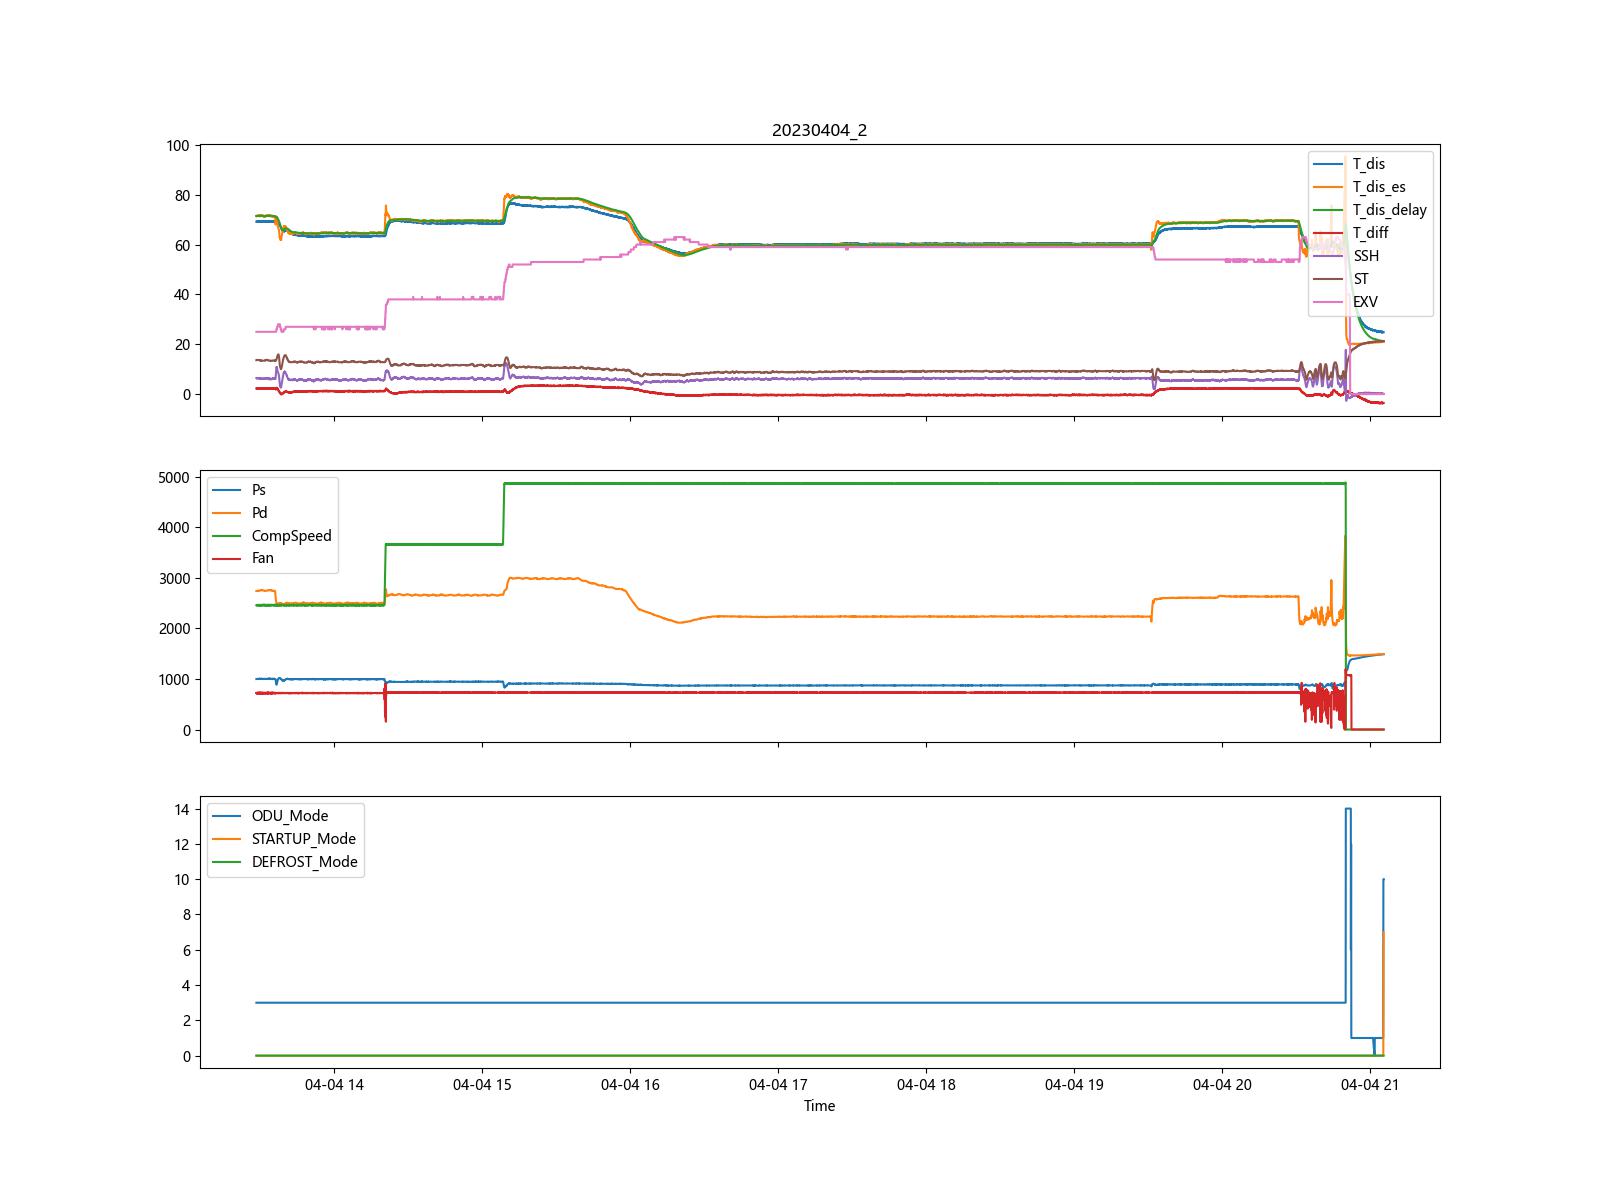 20230404_2
100
80
60
40
20
0
T_dis
T_dis_es
T_dis_delay
T_diff
SSH
ST
EXV
5000
4000
3000
2000
1000
0
Ps
Pd
CompSpeed
Fan
14
12
10
8
6
4
2
0
ODU_Mode
STARTUP_Mode
DEFROST_Mode
04-04 14 04-04 15 04-04 16 04-04 17 04-04 18 04-04 19 04-04 20 04-04 21
Time